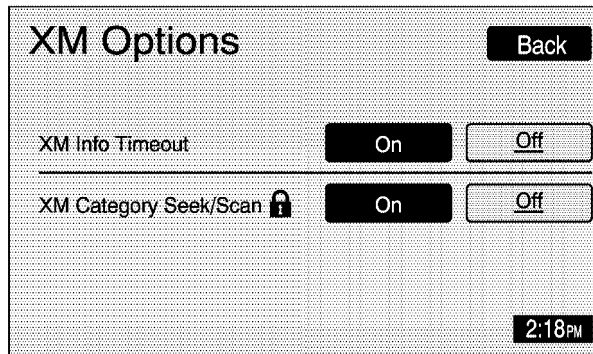 XM Options
Back
XM Info Timeout
On
Off
XM Category Seek/Scan
On
Off
2:18PM